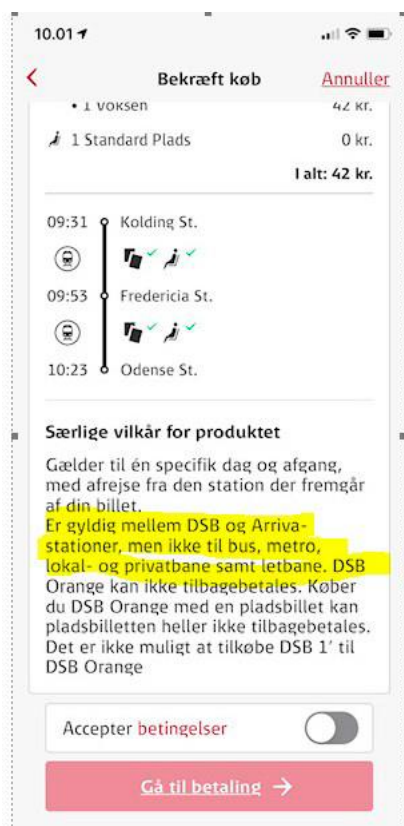 10.01
Bekræft køb Annuller
• 1 Voksen 42 kr.
1 Standard Plads 0 kr.
I alt: 42 kr.
09:31 Kolding St.
09:53 Fredericia St.
10:23 Odense St.
Særlige vilkår for produktet
Gælder til én specifik dag og afgang,
med afrejse fra den station der fremgår
af din billet.
Er gyldig mellem DSB og Arriva-
stationer, men ikke til bus, metro,
lokal- og privatbane samt letbane. DSB
Orange kan ikke tilbagebetales. Køber
du DSB Orange med en pladsbillet kan
pladsbilletten heller ikke tilbagebetales.
Det er ikke muligt at tilkøbe DSB 1’ til
DSB Orange
Accepter betingelser
Gå til betaling →